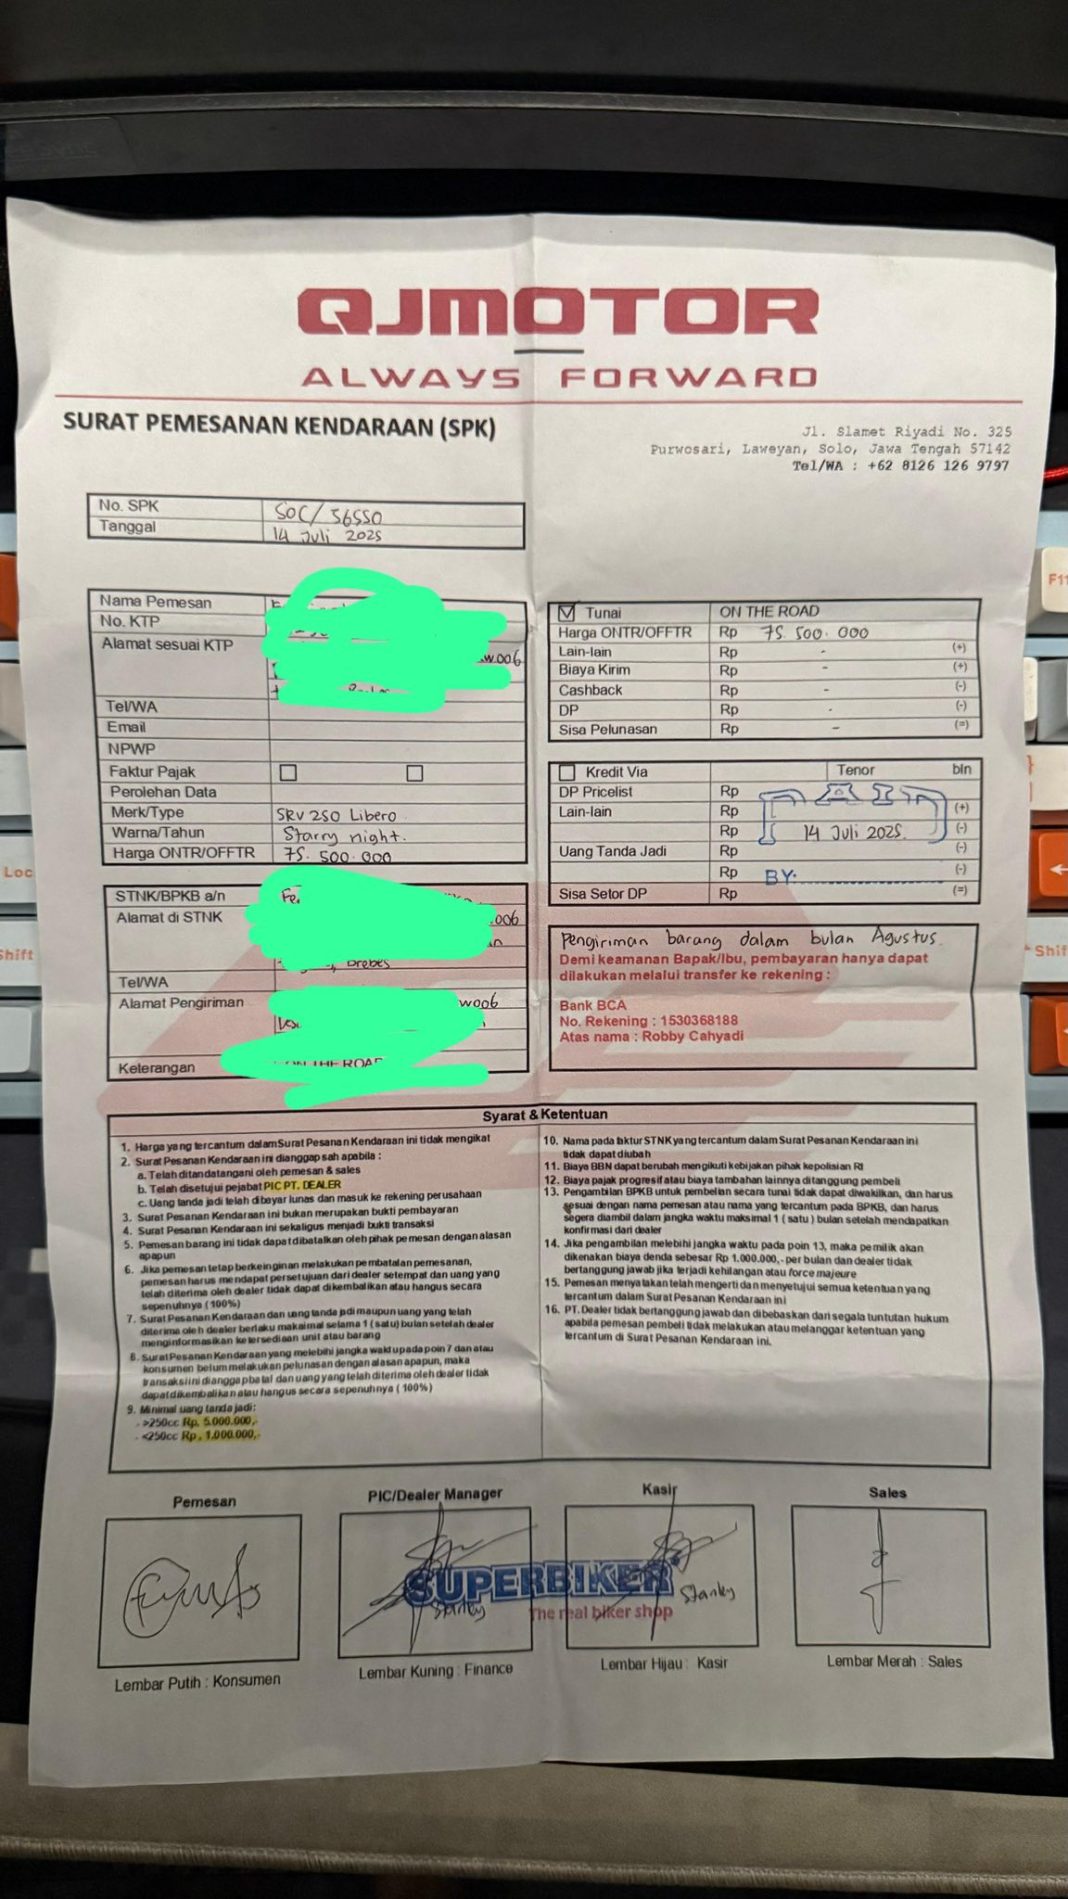 QJMOTOR
ALWAYS FORWARD
SURAT PEMESANAN KENDARAAN (SPK)
Jl. Slamet Riyadi No. 325
Purwosari, Laweyan, Solo, Jawa Tengah 57142
Tel/WA : +62 8126 126 9797
No. SPK SOC/56550
Tanggal 14 Juli 2025
Nama Pemesan
No. KTP
Alamat sesuai KTP
Tel/WA
Email
NPWP
Faktur Pajak
Perolehan Data
Merk/Type SRV 250 Libero
Warna/Tahun Starry night.
Harga ONTR/OFFTR 75.500.000
Tunai ON THE ROAD
Harga ONTR/OFFTR Rp 75.500.000
Lain-lain Rp - (+)
Biaya Kirim Rp - (+)
Cashback Rp - (-)
DP Rp - (-)
Sisa Pelunasan Rp - (=)
Kredit Via Tenor bln
DP Pricelist Rp
Lain-lain Rp (+)
Rp 14 Juli 2025. (-)
Uang Tanda Jadi Rp (-)
Rp BY: (-)
Sisa Setor DP Rp (=)
STNK/BPKB a/n
Alamat di STNK
Brebes
Tel/WA
Alamat Pengiriman
Keterangan ON THE ROAD
Pengiriman barang dalam bulan Agustus.
Demi keamanan Bapak/Ibu, pembayaran hanya dapat
dilakukan melalui transfer ke rekening :
Bank BCA
No. Rekening : 1530368188
Atas nama : Robby Cahyadi
Syarat & Ketentuan
1. Harga yang tercantum dalam Surat Pesanan Kendaraan ini tidak mengikat
2. Surat Pesanan Kendaraan ini dianggap sah apabila :
a. Telah ditandatangani oleh pemesan & sales
b. Telah disetujui pejabat PIC PT. DEALER
c. Uang tanda jadi telah dibayar lunas dan masuk ke rekening perusahaan
3. Surat Pesanan Kendaraan ini bukan merupakan bukti pembayaran
4. Surat Pesanan Kendaraan ini sekaligus menjadi bukti transaksi
5. Pemesan barang ini tidak dapat dibatalkan oleh pihak pemesan dengan alasan
apapun
6. Jika pemesan tetap berkeinginan melakukan pembatalan pemesanan,
pemesan harus mendapat persetujuan dari dealer setempat dan uang yang
telah diterima oleh dealer tidak dapat di kembalikan atau hangus secara
sepenuhnya (100%)
7. Surat Pesanan Kendaraan dan uang tanda jadi maupun uang yang telah
diterima oleh dealer berlaku maksimal selama 1 (satu) bulan setelah dealer
menginformasikan ketersediaan unit atau barang
8. Surat Pesanan Kendaraan yang melebihi jangka waktu pada poin 7 dan atau
konsumen belum melakukan pelunasan dengan alasan apapun, maka
transaksi ini dianggap batal dan uang yang telah diterima oleh dealer tidak
dapat di kembalikan atau hangus secara sepenuhnya (100%)
9. Minimal uang tanda jadi:
- >250cc Rp. 5.000.000,-
- <250cc Rp. 1.000.000,-
10. Nama pada faktur STNK yang tercantum dalam Surat Pesanan Kendaraan ini
tidak dapat diubah
11. Biaya BBN dapat berubah mengikuti kebijakan pihak kepolisian RI
12. Biaya pajak progresif atau biaya tambahan lainnya ditanggung pembeli
13. Pengambilan BPKB untuk pembelian secara tunai tidak dapat diwakilkan, dan harus
sesuai dengan nama pemesan atau nama yang tercantum pada BPKB, dan harus
segera diambil dalam jangka waktu maksimal 1 ( satu ) bulan setelah mendapatkan
konfirmasi dari dealer
14. Jika pengambilan melebihi jangka waktu pada poin 13, maka pemilik akan
dikenakan biaya denda sebesar Rp 1.000.000,- per bulan dan dealer tidak
bertanggung jawab jika terjadi kehilangan atau force majeure
15. Pemesan menyatakan telah mengerti dan menyetujui semua ketentuan yang
tercantum dalam Surat Pesanan Kendaraan ini
16. PT. Dealer tidak bertanggung jawab dan dibebaskan dari segala tuntutan hukum
apabila pemesan pembeli tidak melakukan atau melanggar ketentuan yang
tercantum di Surat Pesanan Kendaraan ini.
Pemesan PIC/Dealer Manager Kasir Sales
SUPERBIKER
The real biker shop
Stanley Stanley
Lembar Putih : Konsumen Lembar Kuning : Finance Lembar Hijau : Kasir Lembar Merah : Sales